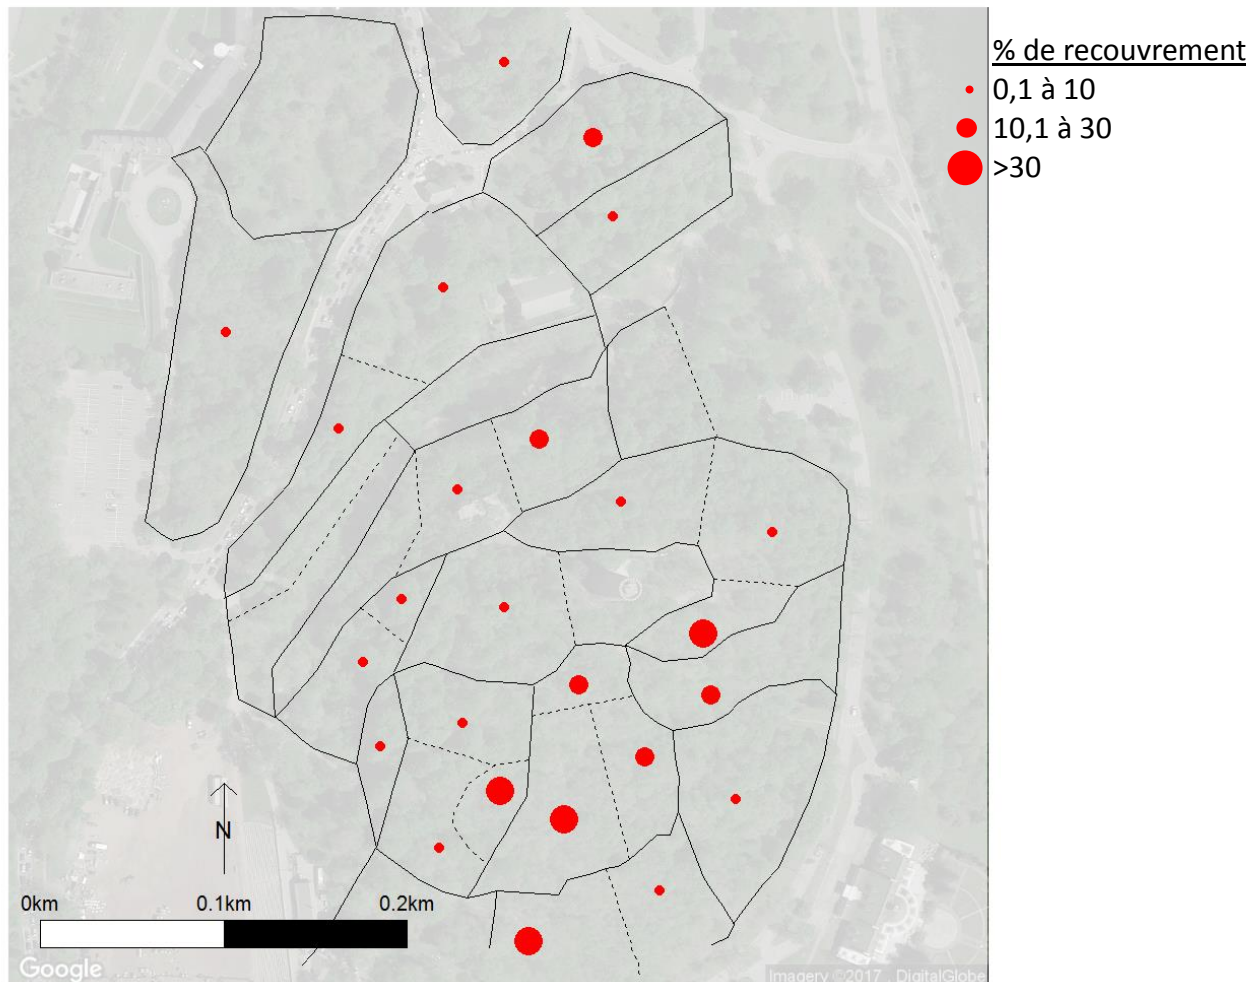 % de recouvrement
0,1 à 10
10,1 à 30
>30
N
0km 0.1km 0.2km
Google
Imagery ©2017 , DigitalGlobe